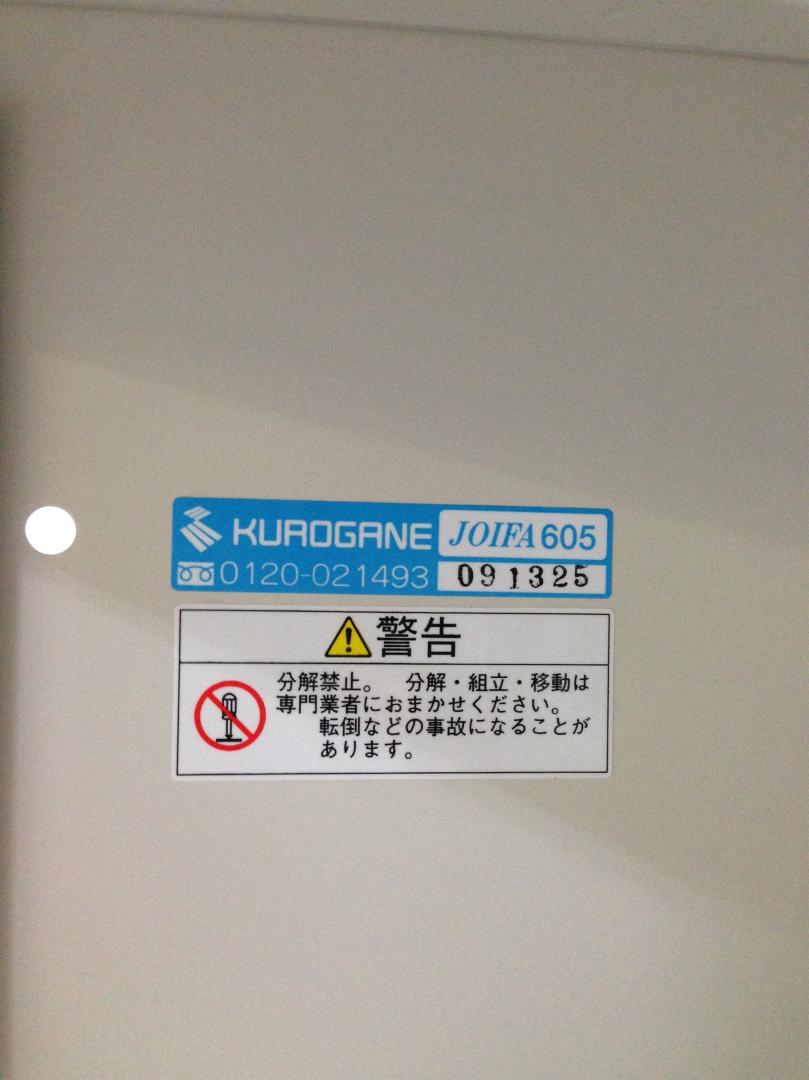 KUROGANE JOIFA 605
0120-021493 091325
警告
分解禁止。 分解・組立・移動は
専門業者におまかせください。
転倒などの事故になることが
あります。